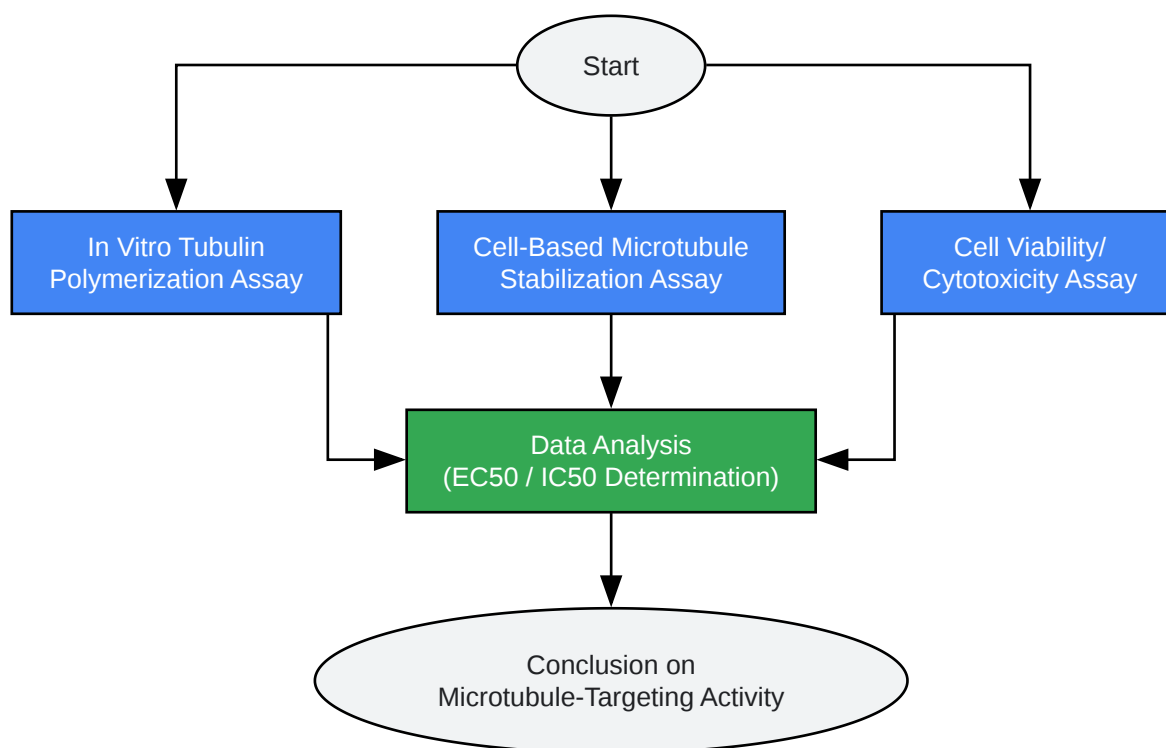 Start
In Vitro Tubulin
Polymerization Assay
Cell-Based Microtubule
Stabilization Assay
Cell Viability/
Cytotoxicity Assay
Data Analysis
(EC50 / IC50 Determination)
Conclusion on
Microtubule-Targeting Activity